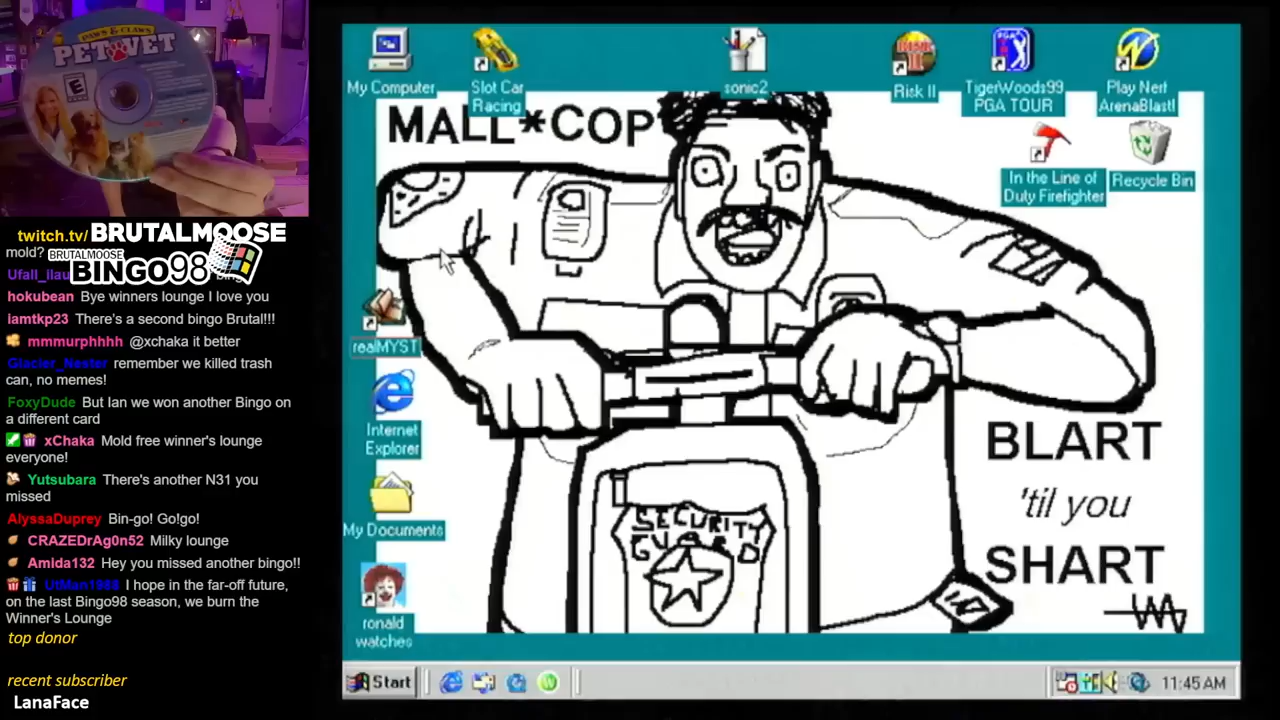 PAWS & CLAWS
PET VET
E
twitch.tv/BRUTALMOOSE
mold?
BRUTALMOOSE
BINGO98
Ufall_ilau
hokubean Bye winners lounge I love you
iamtkp23 There's a second bingo Brutal!!!
mmmurphhhh @xchaka it better
Glacier_Nester remember we killed trash
can, no memes!
FoxyDude But Ian we won another Bingo on
a different card
xChaka Mold free winner's lounge
everyone!
Yutsubara There's another N31 you
missed
AlyssaDuprey Bin-go! Go!go!
CRAZEDrAg0n52 Milky lounge
Amida132 Hey you missed another bingo!!
UtMan1988 I hope in the far-off future,
on the last Bingo98 season, we burn the
Winner's Lounge
top donor
recent subscriber
LanaFace
My Computer
Slot Car
Racing
sonic2
Risk II
TigerWoods99
PGA TOUR
Play Nerf
ArenaBlast!
In the Line of
Duty Firefighter
Recycle Bin
MALL*COP
realMYST
Internet
Explorer
My Documents
ronald
watches
SECURITY
GUARD
BLART
'til you
SHART
Start
11:45 AM